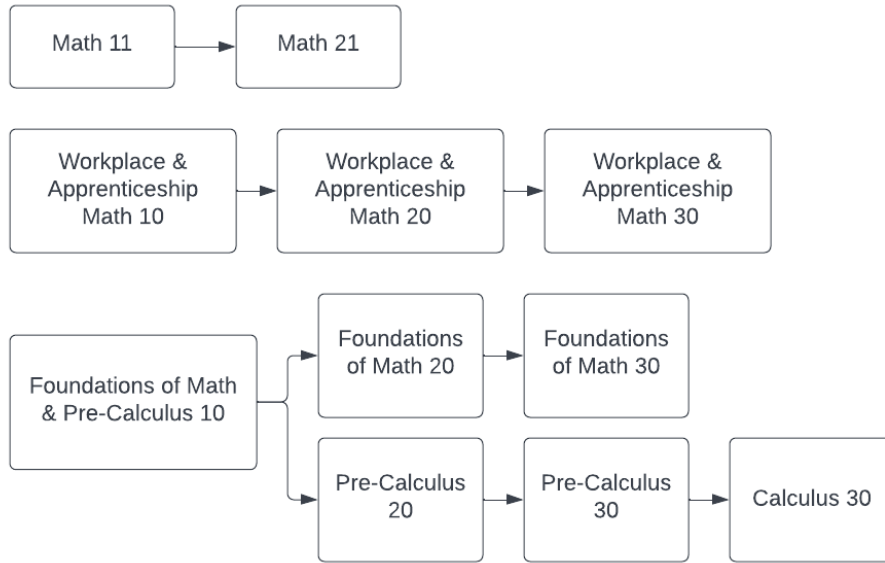 Math 11
Math 21
Workplace &
Apprenticeship
Math 10
Workplace &
Apprenticeship
Math 20
Workplace &
Apprenticeship
Math 30
Foundations of Math
& Pre-Calculus 10
Foundations
of Math 20
Foundations
of Math 30
Pre-Calculus
20
Pre-Calculus
30
Calculus 30